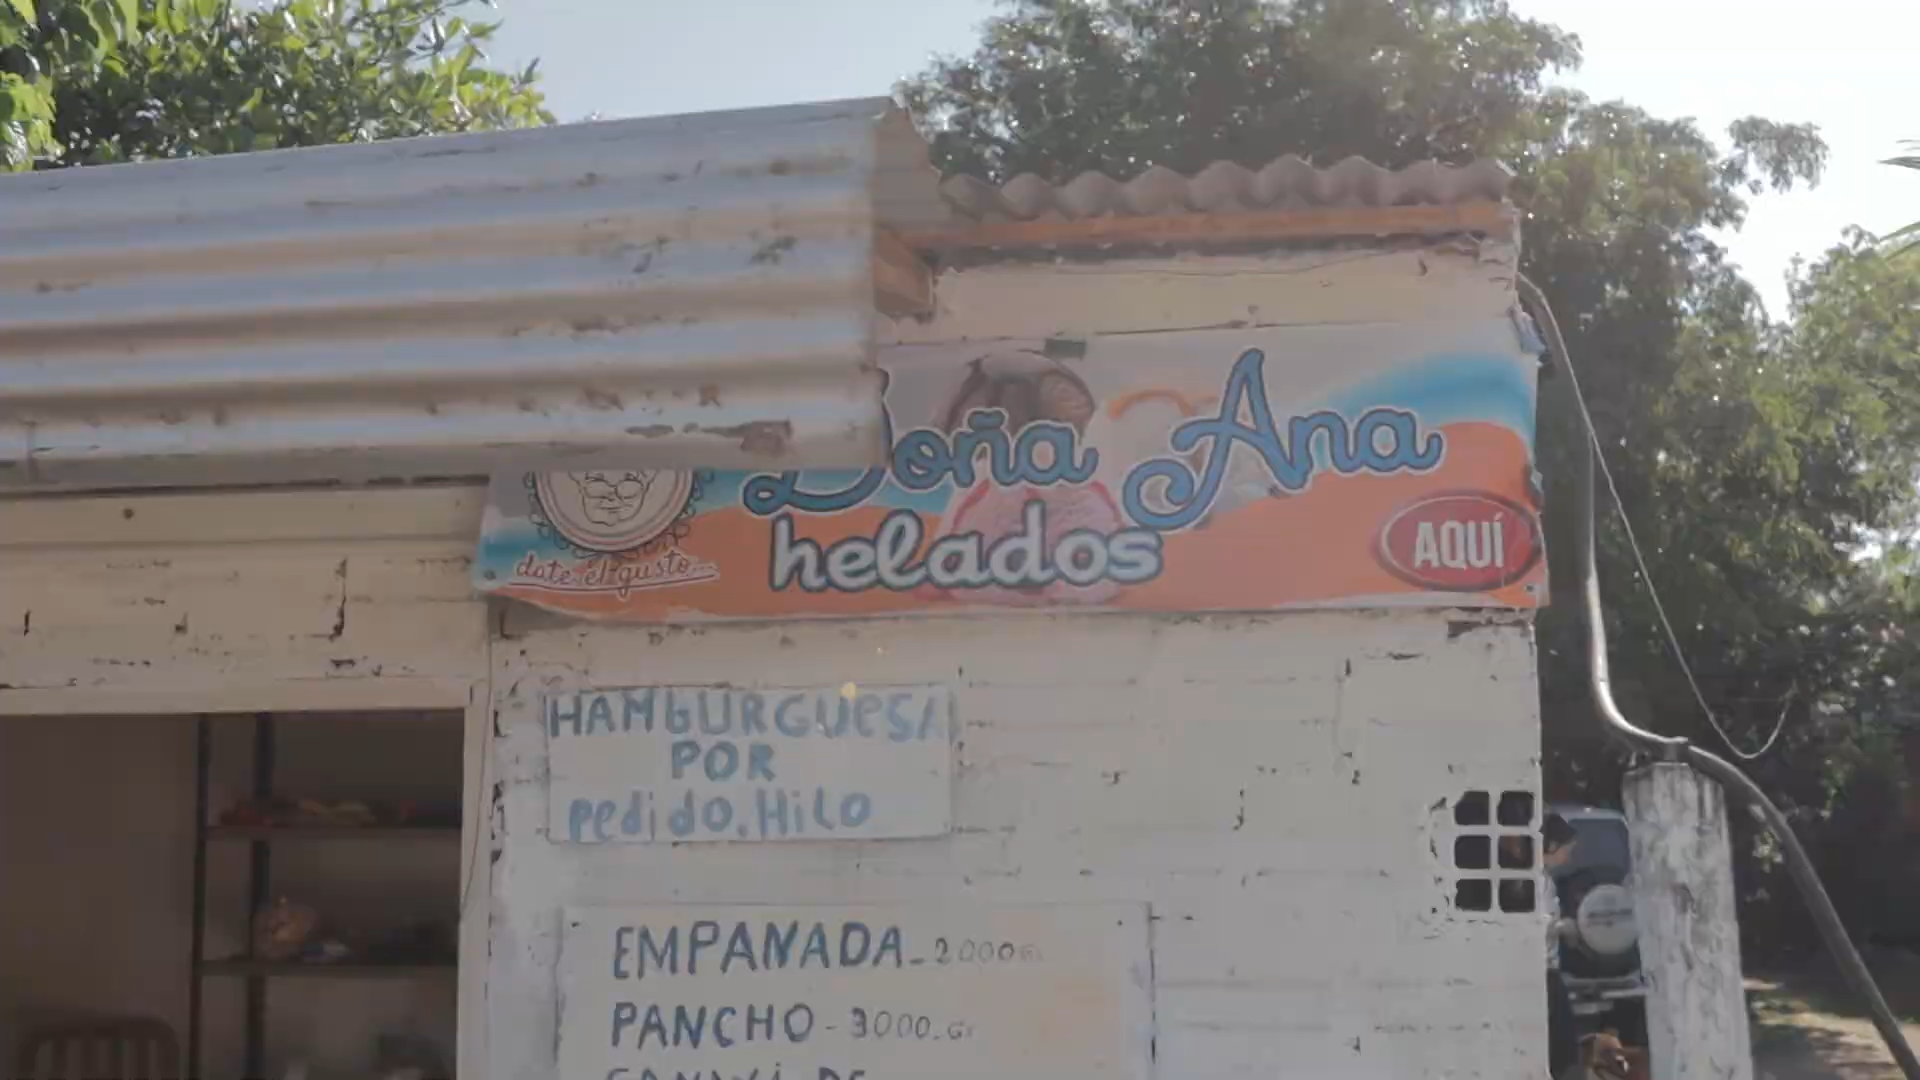 Doña Ana
helados
date el gusto...
AQUÍ
HAMBURGUESA
POR
pedido. Hilo
EMPANADA - 2000
PANCHO - 3000.G